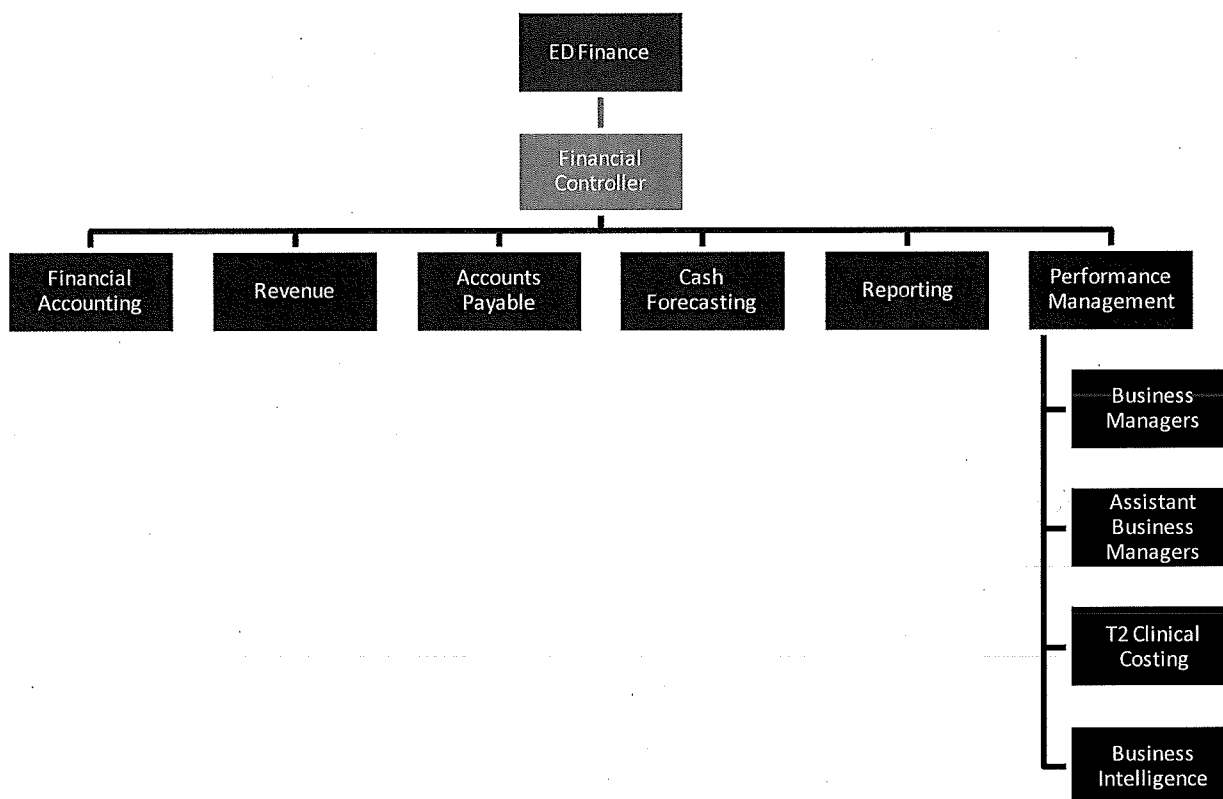 ED Finance
Financial
Controller
Financial
Accounting
Revenue
Accounts
Payable
Cash
Forecasting
Reporting
Performance
Management
Business
Managers
Assistant
Business
Managers
T2 Clinical
Costing
Business
Intelligence